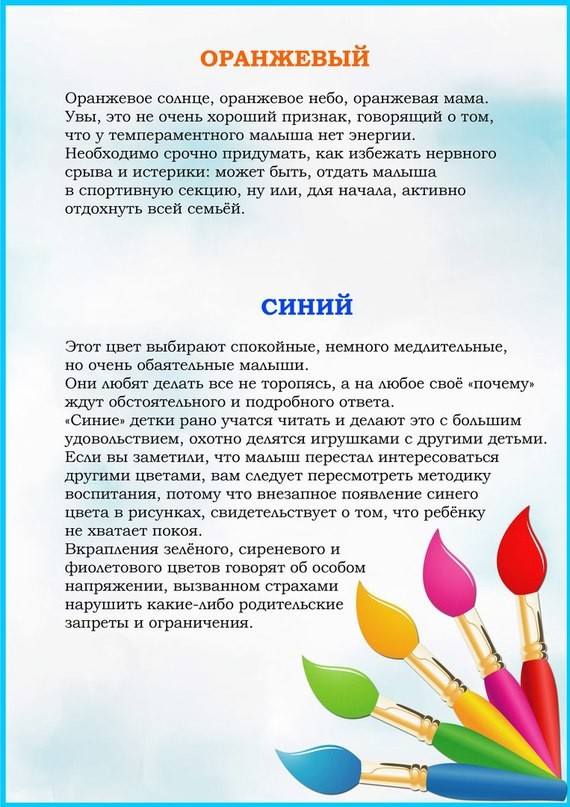 ОРАНЖЕВЫЙ
Оранжевое солнце, оранжевое небо, оранжевая мама.
Увы, это не очень хороший признак, говорящий о том,
что у темпераментного малыша нет энергии.
Необходимо срочно придумать, как избежать нервного
срыва и истерики: может быть, отдать малыша
в спортивную секцию, ну или, для начала, активно
отдохнуть всей семьёй.
СИНИЙ
Этот цвет выбирают спокойные, немного медлительные,
но очень обаятельные малыши.
Они любят делать все не торопясь, а на любое своё «почему»
ждут обстоятельного и подробного ответа.
«Синие» детки рано учатся читать и делают это с большим
удовольствием, охотно делятся игрушками с другими детьми.
Если вы заметили, что малыш перестал интересоваться
другими цветами, вам следует пересмотреть методику
воспитания, потому что внезапное появление синего
цвета в рисунках, свидетельствует о том, что ребёнку
не хватает покоя.
Вкрапления зелёного, сиреневого и
фиолетового цветов говорят об особом
напряжении, вызванном страхами
нарушить какие-либо родительские
запреты и ограничения.